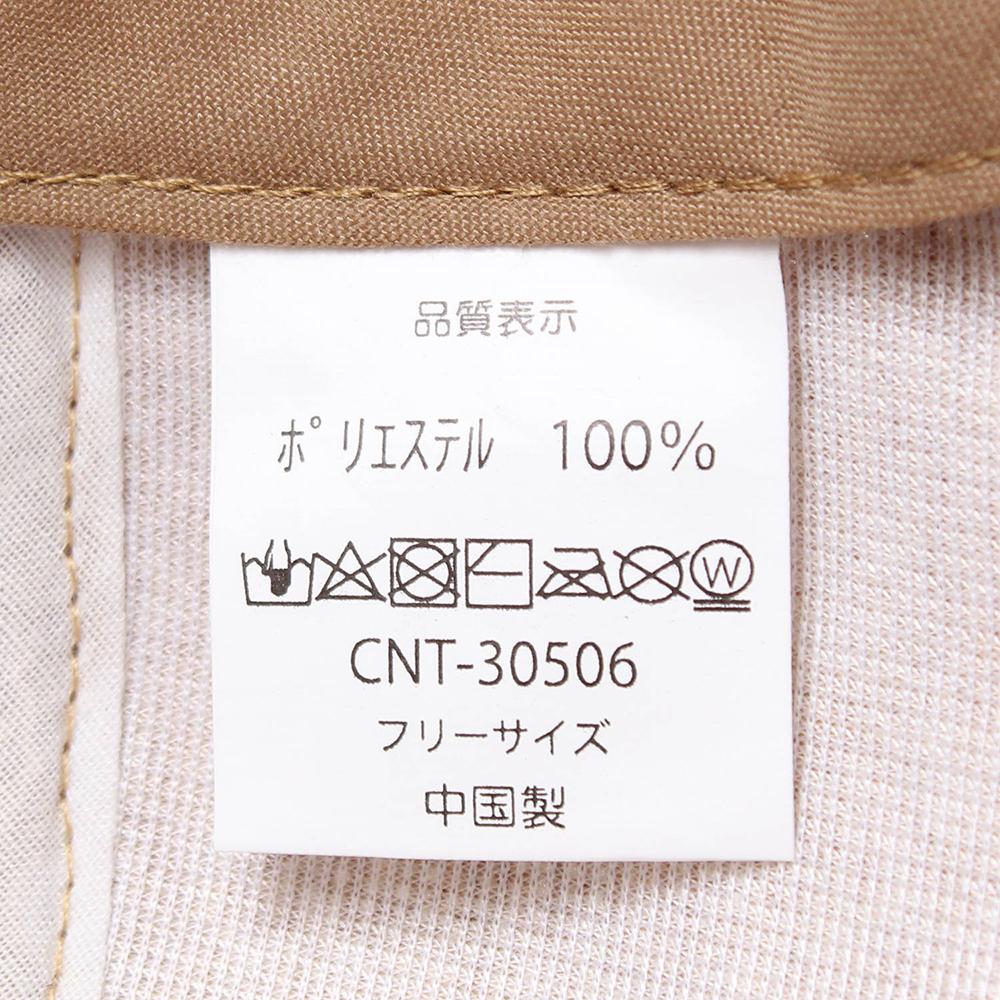 品質表示
ポリエステル 100%
W
CNT-30506
フリーサイズ
中国製